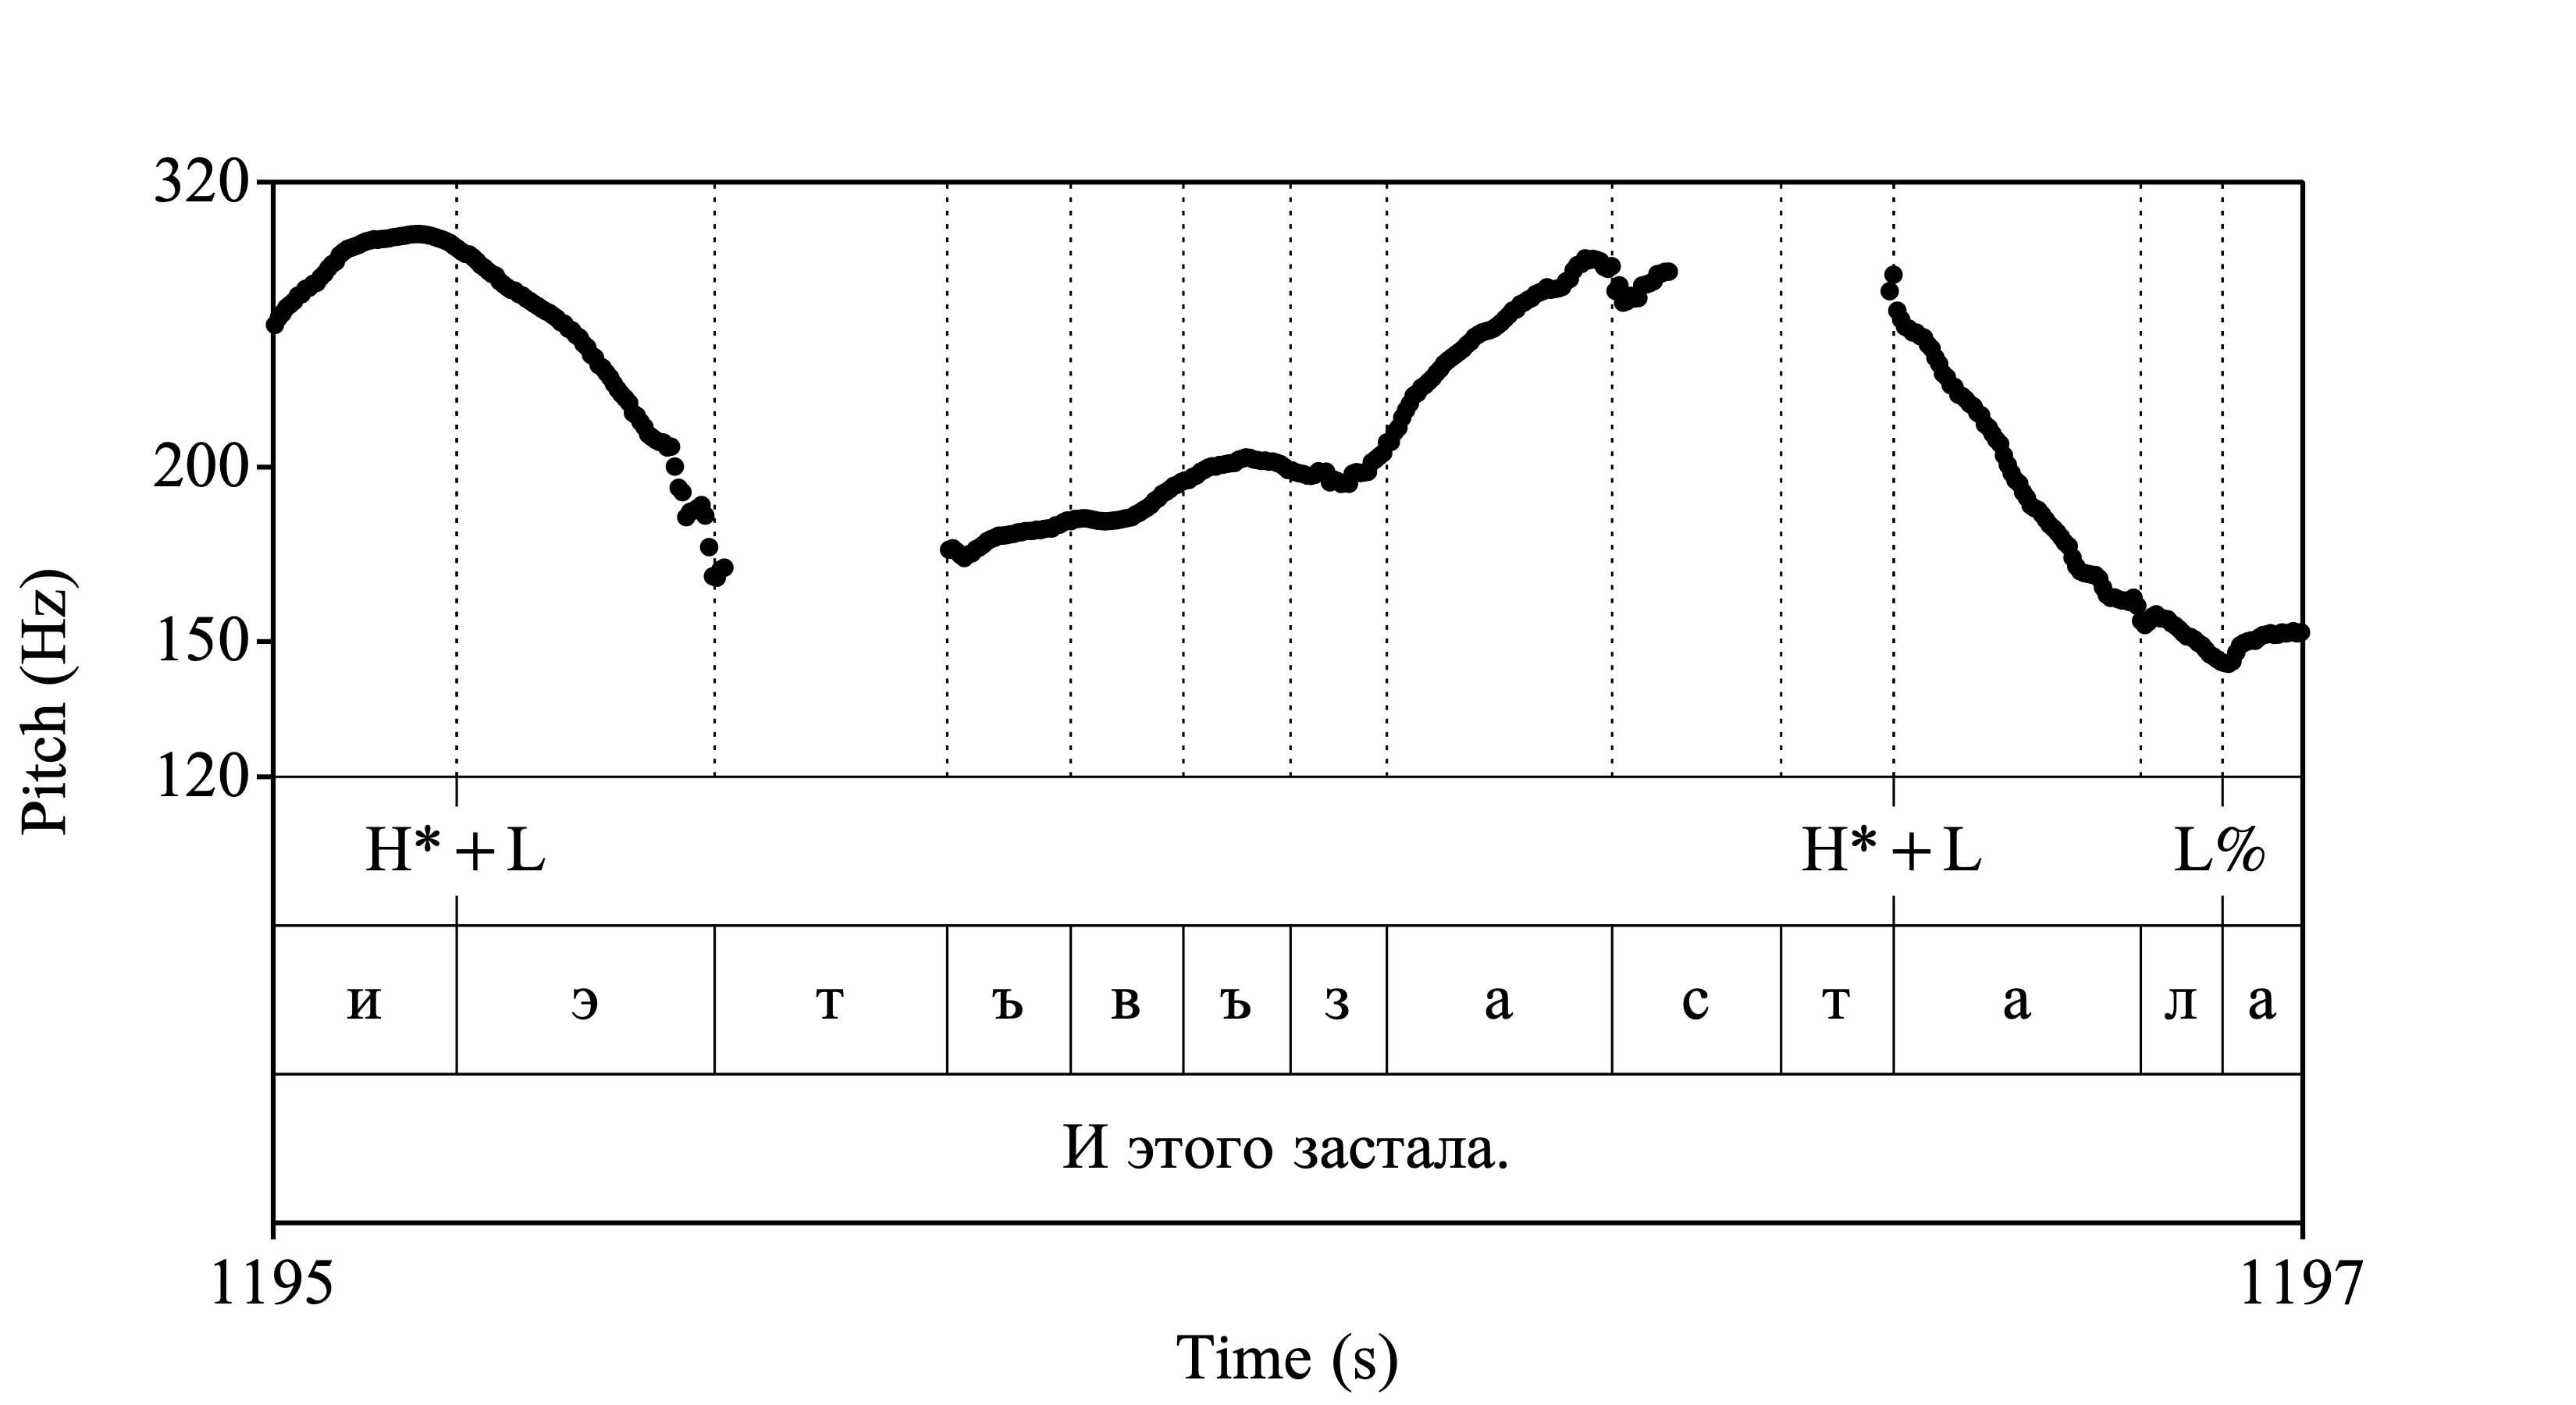 320
200
150
120
Pitch (Hz)
H*+L H*+L L%
и э т ъ в ъ з а с т а л а
И этого застала.
1195 1197
Time (s)